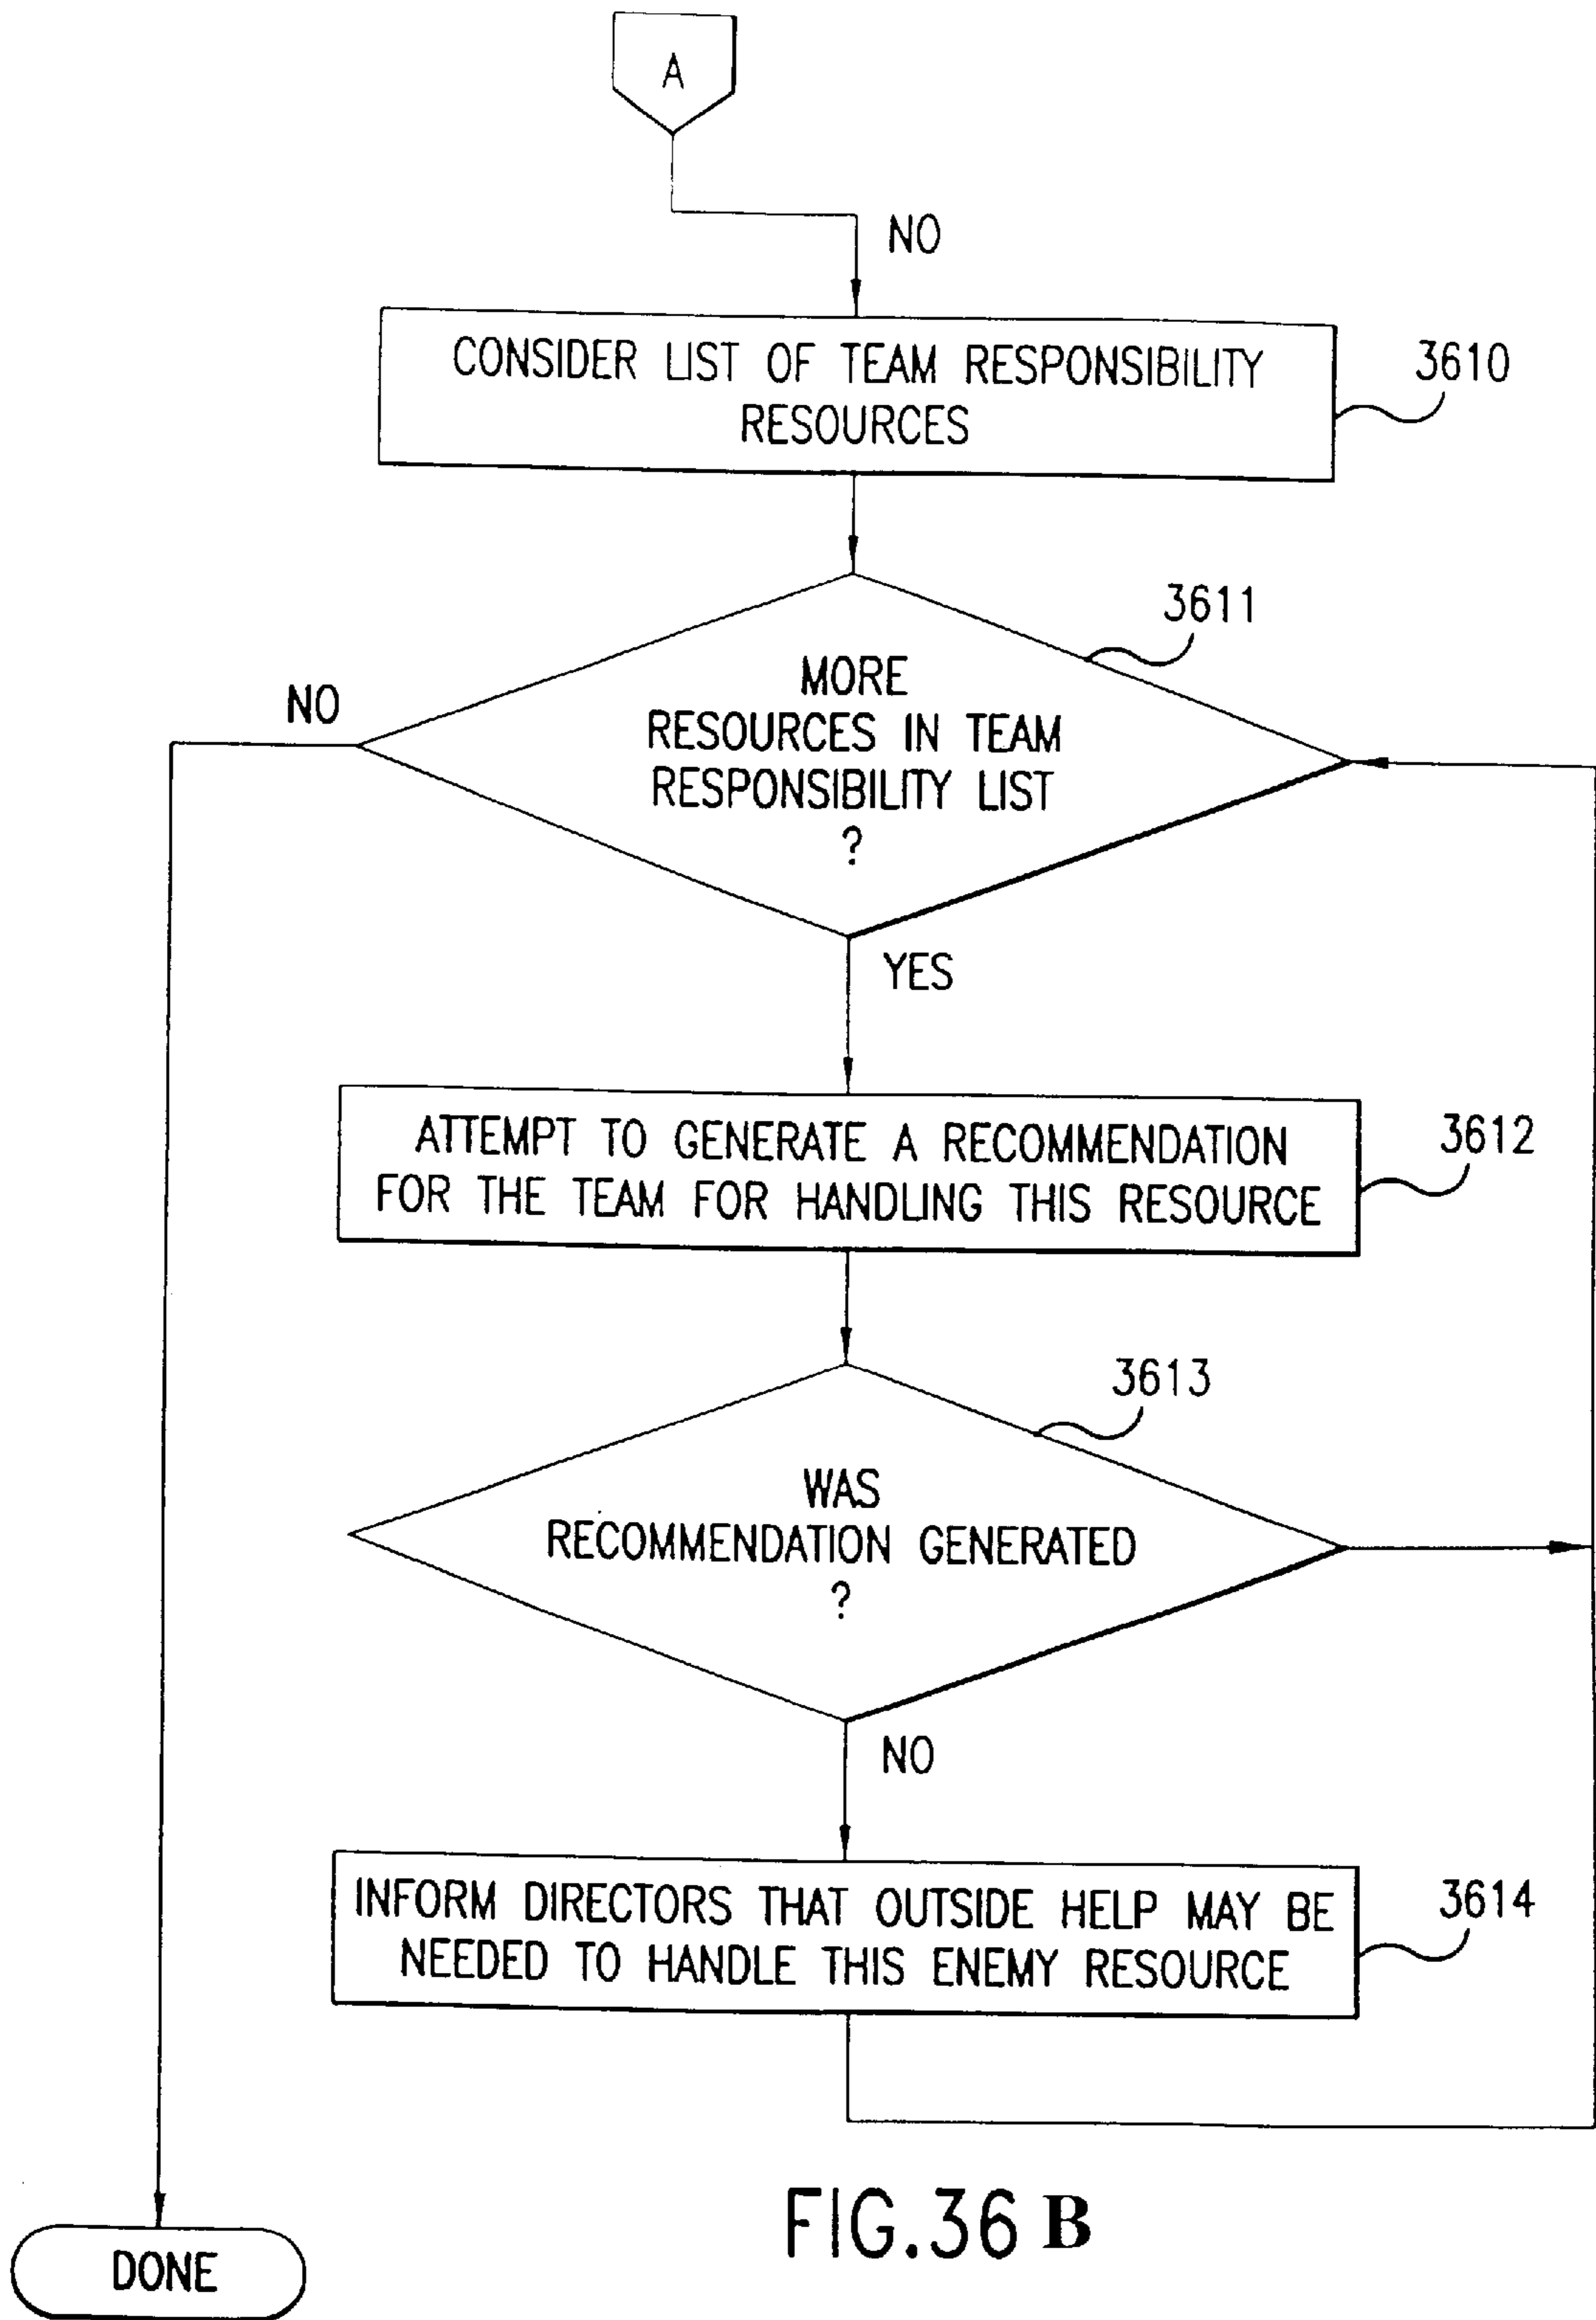 A
NO
CONSIDER LIST OF TEAM RESPONSIBILITY
RESOURCES
3610
3611
MORE
RESOURCES IN TEAM
RESPONSIBILITY LIST
?
NO
YES
ATTEMPT TO GENERATE A RECOMMENDATION
FOR THE TEAM FOR HANDLING THIS RESOURCE
3612
3613
WAS
RECOMMENDATION GENERATED
?
NO
INFORM DIRECTORS THAT OUTSIDE HELP MAY BE
NEEDED TO HANDLE THIS ENEMY RESOURCE
3614
DONE
FIG.36 B